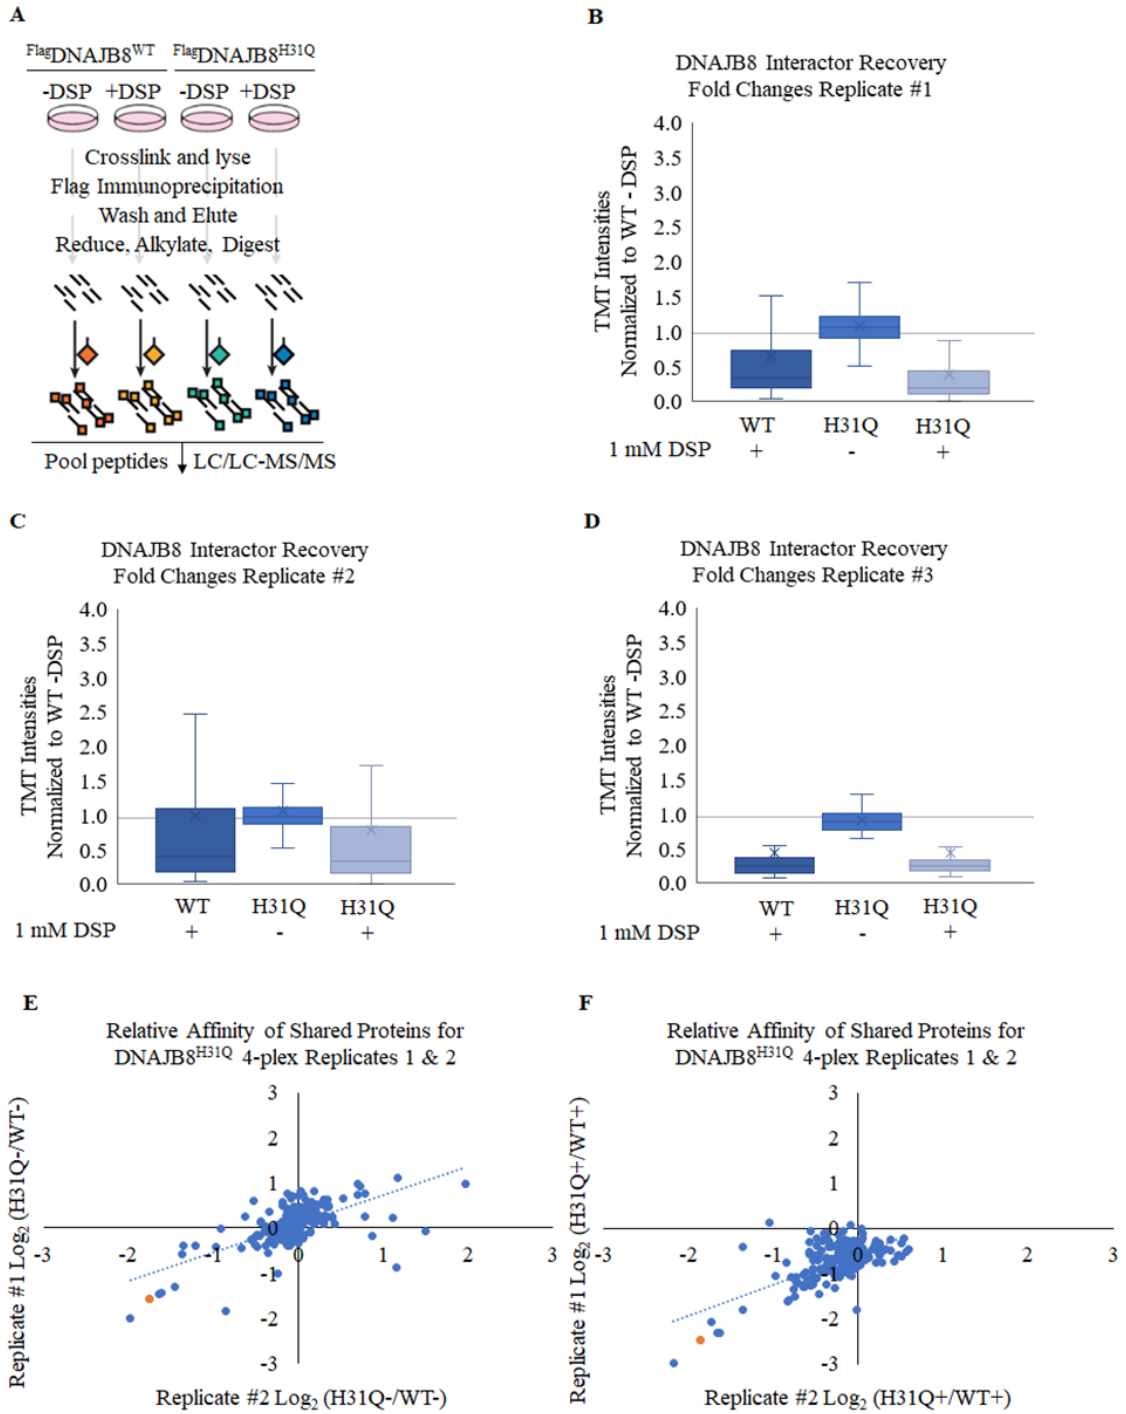 A
FlagDNAJB8WT FlagDNAJB8H31Q
-DSP +DSP -DSP +DSP
Crosslink and lyse
Flag Immunoprecipitation
Wash and Elute
Reduce, Alkylate, Digest
Pool peptides LC/LC-MS/MS
B
DNAJB8 Interactor Recovery
Fold Changes Replicate #1
TMT Intensities
Normalized to WT - DSP
4.0
3.5
3.0
2.5
2.0
1.5
1.0
0.5
0.0
WT H31Q H31Q
1 mM DSP + - +
C
DNAJB8 Interactor Recovery
Fold Changes Replicate #2
TMT Intensities
Normalized to WT -DSP
4.0
3.5
3.0
2.5
2.0
1.5
1.0
0.5
0.0
WT H31Q H31Q
1 mM DSP + - +
D
DNAJB8 Interactor Recovery
Fold Changes Replicate #3
TMT Intensities
Normalized to WT -DSP
4.0
3.5
3.0
2.5
2.0
1.5
1.0
0.5
0.0
WT H31Q H31Q
1 mM DSP + - +
E
Relative Affinity of Shared Proteins for
DNAJB8H31Q 4-plex Replicates 1 & 2
Replicate #1 Log2 (H31Q-/WT-)
3
2
1
0
-3 -2 -1 0 1 2 3
-1
-2
-3
Replicate #2 Log2 (H31Q-/WT-)
F
Relative Affinity of Shared Proteins for
DNAJB8H31Q 4-plex Replicates 1 & 2
Replicate #1 Log2 (H31Q+/WT+)
3
2
1
0
-3 -2 -1 0 1 2 3
-1
-2
-3
Replicate #2 Log2 (H31Q+/WT+)